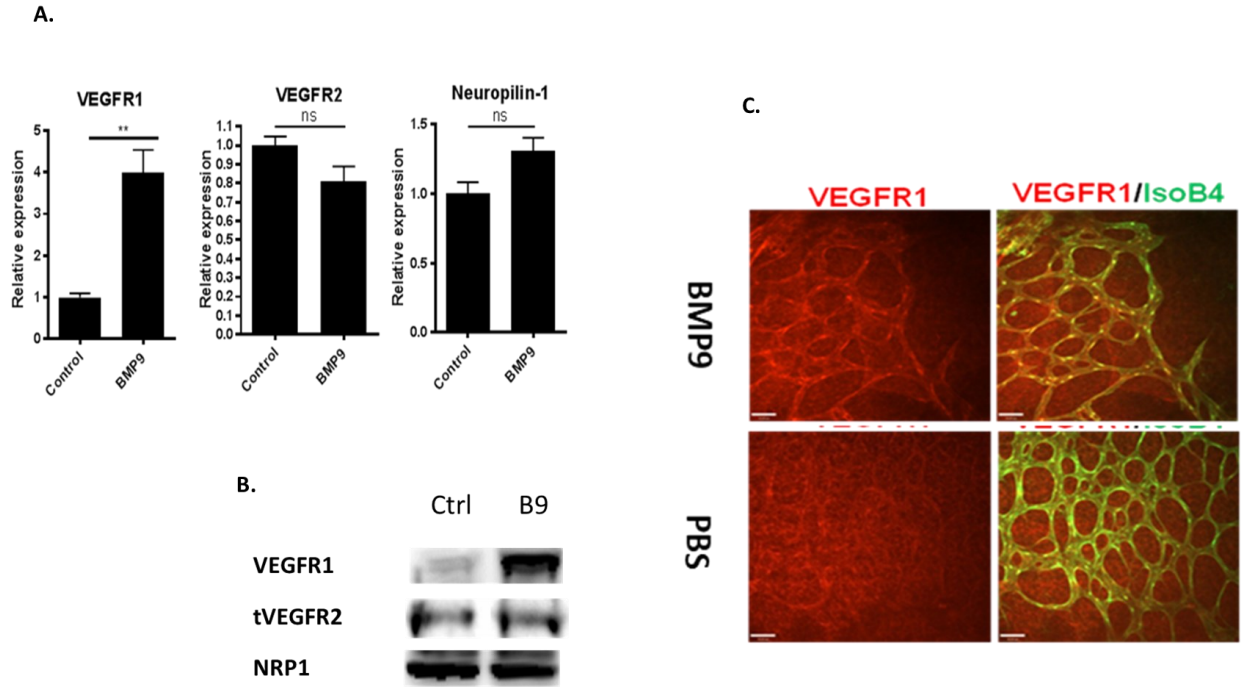 A.
VEGFR1
**
Relative expression
5
4
3
2
1
0
Control
BMP9
VEGFR2
ns
Relative expression
1.1
1.0
0.9
0.8
0.7
0.6
0.5
0.4
0.3
0.2
0.1
0.0
Control
BMP9
Neuropilin-1
ns
Relative expression
1.5
1.0
0.5
0.0
Control
BMP9
B.
Ctrl B9
VEGFR1
tVEGFR2
NRP1
C.
VEGFR1 VEGFR1/IsoB4
BMP9
PBS